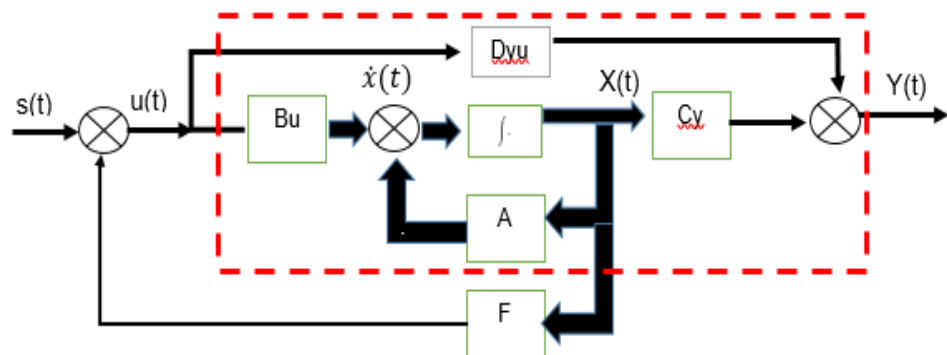 Dyu
ẋ(t)
X(t)
Y(t)
s(t)
u(t)
Bu
∫.
Cy
A
F